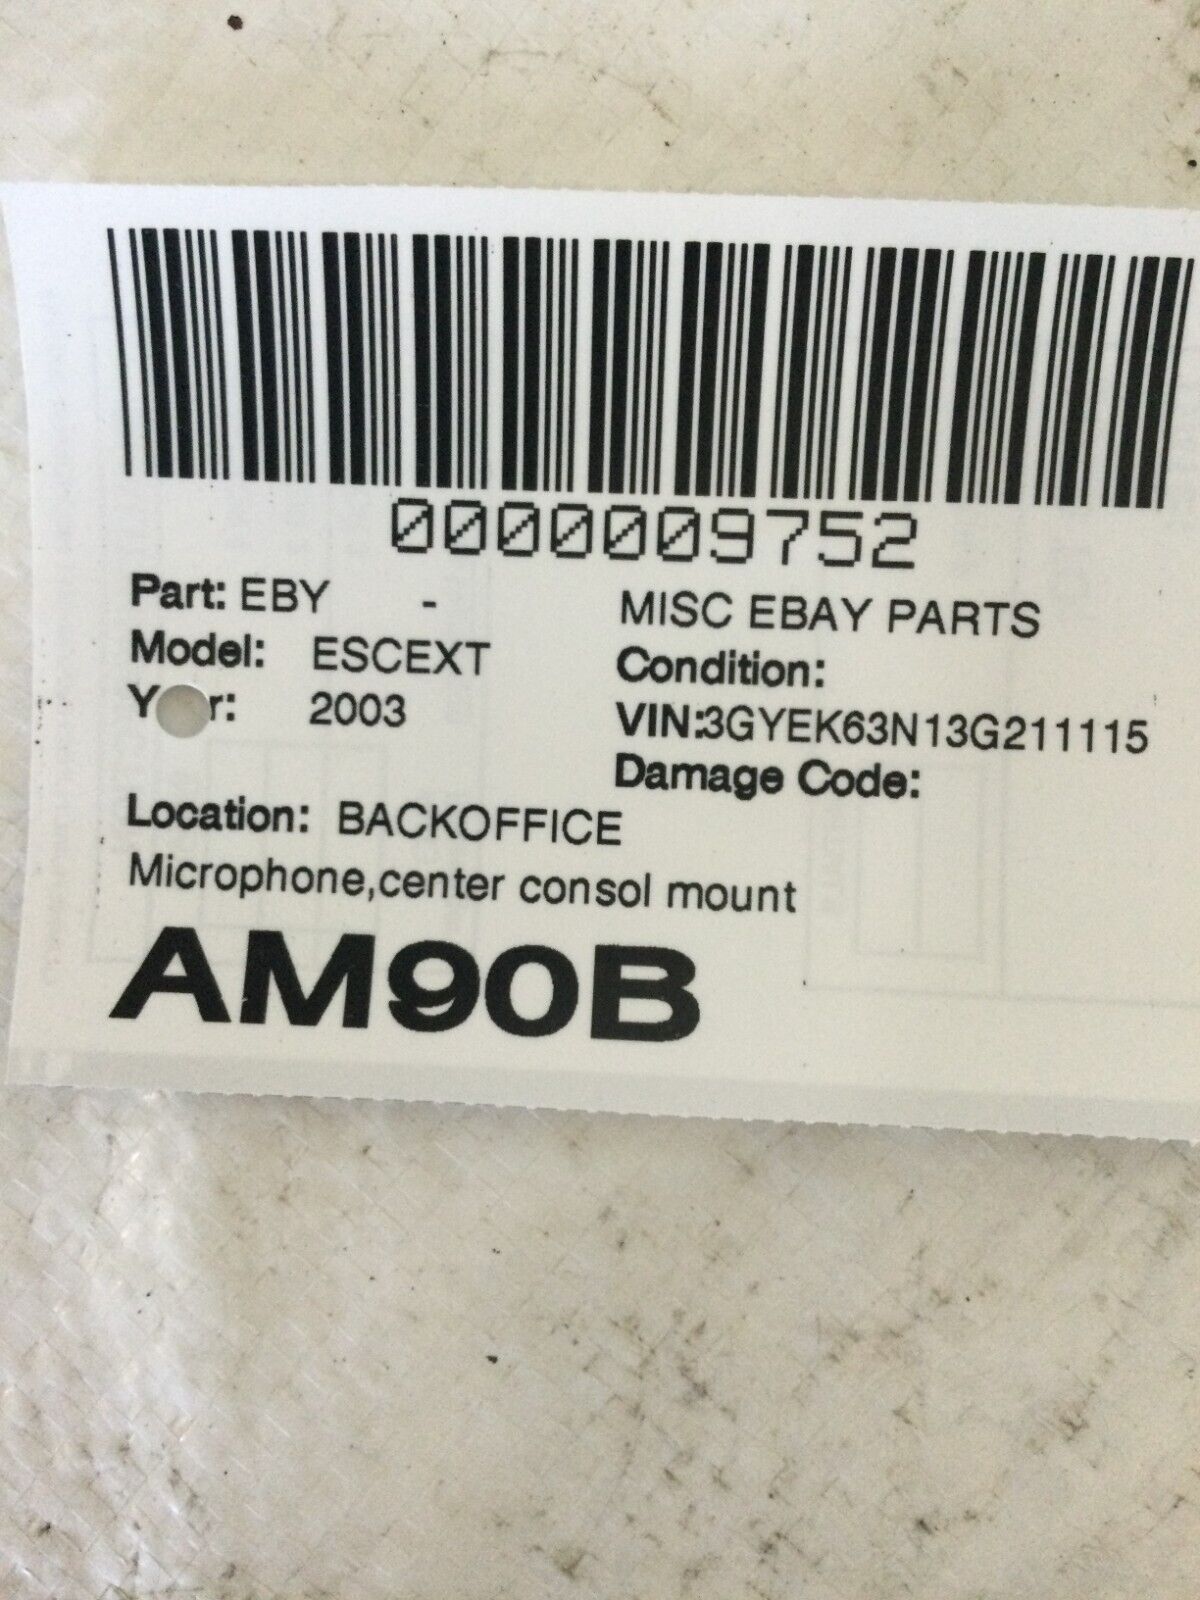 0000009752
Part: EBY - MISC EBAY PARTS
Model: ESCEXT Condition:
Y r: 2003 VIN:3GYEK63N13G211115
Damage Code:
Location: BACKOFFICE
Microphone,center consol mount
AM90B